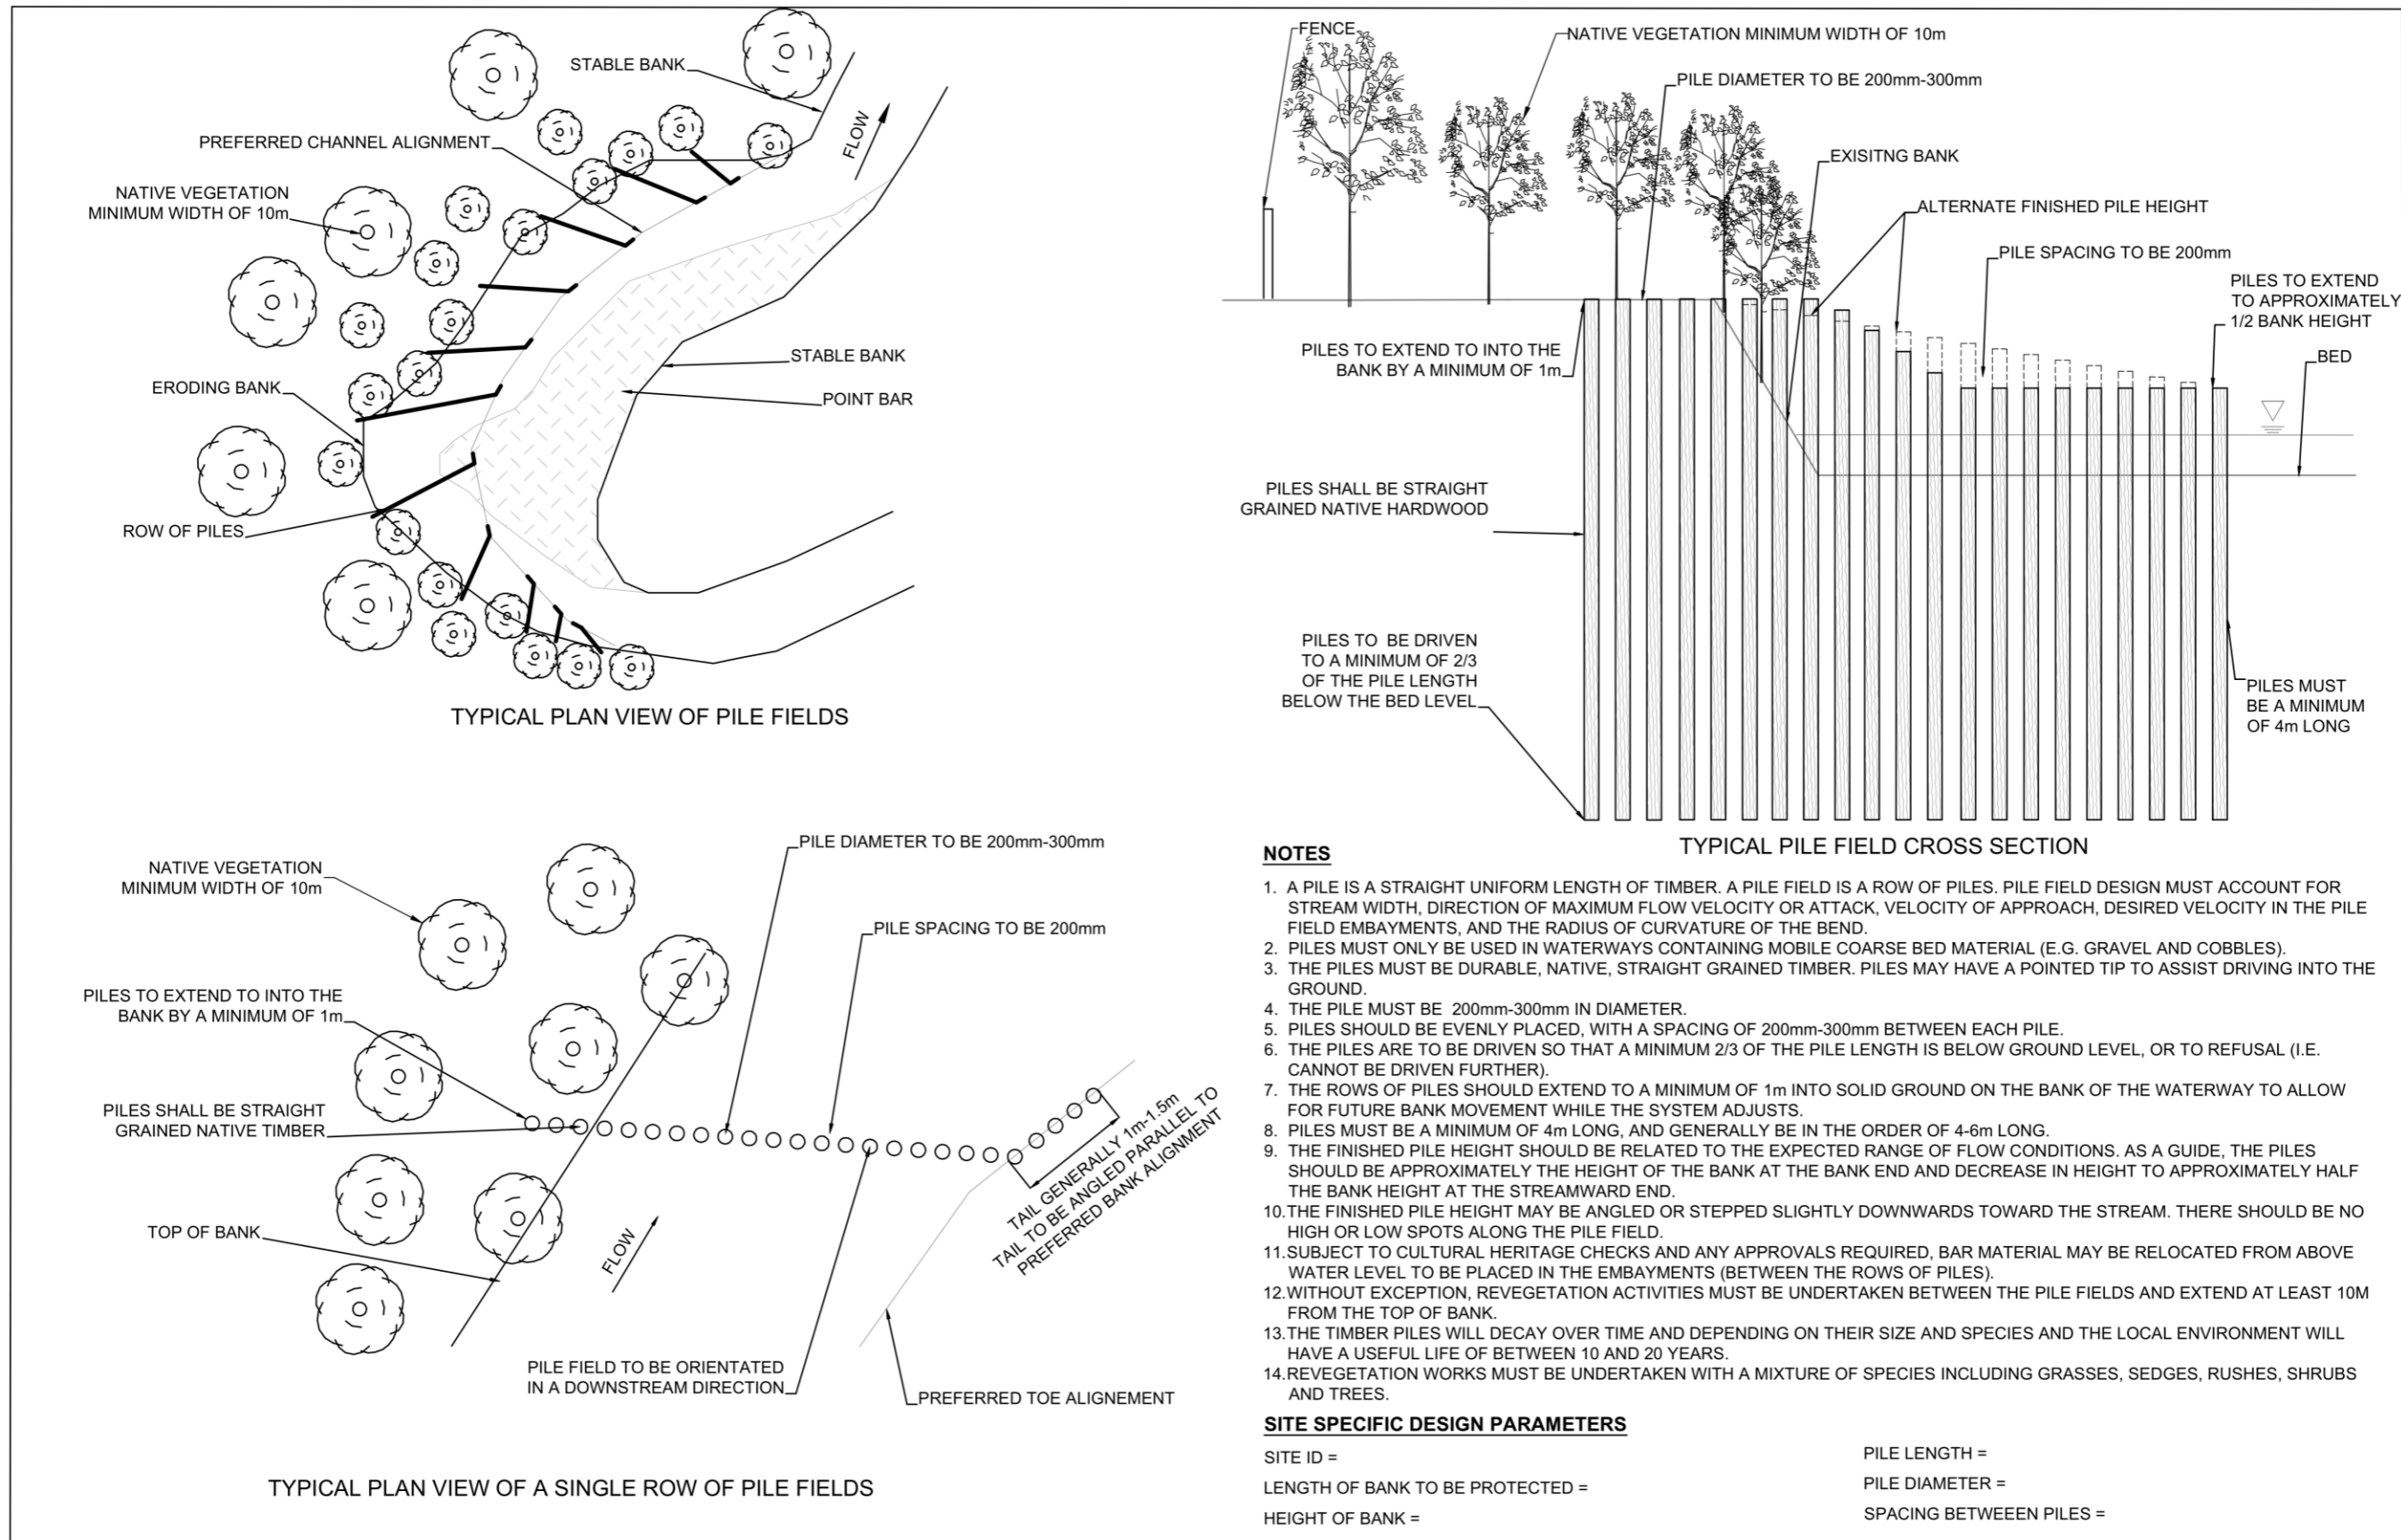 STABLE BANK
PREFERRED CHANNEL ALIGNMENT
NATIVE VEGETATION
MINIMUM WIDTH OF 10m
FLOW
ERODING BANK
STABLE BANK
POINT BAR
ROW OF PILES
TYPICAL PLAN VIEW OF PILE FIELDS
FENCE
NATIVE VEGETATION MINIMUM WIDTH OF 10m
PILE DIAMETER TO BE 200mm-300mm
EXISITNG BANK
ALTERNATE FINISHED PILE HEIGHT
PILE SPACING TO BE 200mm
PILES TO EXTEND
TO APPROXIMATELY
1/2 BANK HEIGHT
BED
PILES TO EXTEND TO INTO THE
BANK BY A MINIMUM OF 1m
PILES SHALL BE STRAIGHT
GRAINED NATIVE HARDWOOD
PILES TO BE DRIVEN
TO A MINIMUM OF 2/3
OF THE PILE LENGTH
BELOW THE BED LEVEL
PILES MUST
BE A MINIMUM
OF 4m LONG
TYPICAL PILE FIELD CROSS SECTION
PILE DIAMETER TO BE 200mm-300mm
NATIVE VEGETATION
MINIMUM WIDTH OF 10m
PILE SPACING TO BE 200mm
PILES TO EXTEND TO INTO THE
BANK BY A MINIMUM OF 1m
PILES SHALL BE STRAIGHT
GRAINED NATIVE TIMBER
TAIL GENERALLY 1m-1.5m
TAIL TO BE ANGLED PARALLEL TO
PREFERRED BANK ALIGNMENT
TOP OF BANK
FLOW
PILE FIELD TO BE ORIENTATED
IN A DOWNSTREAM DIRECTION
PREFERRED TOE ALIGNEMENT
TYPICAL PLAN VIEW OF A SINGLE ROW OF PILE FIELDS
NOTES
1. A PILE IS A STRAIGHT UNIFORM LENGTH OF TIMBER. A PILE FIELD IS A ROW OF PILES. PILE FIELD DESIGN MUST ACCOUNT FOR
STREAM WIDTH, DIRECTION OF MAXIMUM FLOW VELOCITY OR ATTACK, VELOCITY OF APPROACH, DESIRED VELOCITY IN THE PILE
FIELD EMBAYMENTS, AND THE RADIUS OF CURVATURE OF THE BEND.
2. PILES MUST ONLY BE USED IN WATERWAYS CONTAINING MOBILE COARSE BED MATERIAL (E.G. GRAVEL AND COBBLES).
3. THE PILES MUST BE DURABLE, NATIVE, STRAIGHT GRAINED TIMBER. PILES MAY HAVE A POINTED TIP TO ASSIST DRIVING INTO THE
GROUND.
4. THE PILE MUST BE 200mm-300mm IN DIAMETER.
5. PILES SHOULD BE EVENLY PLACED, WITH A SPACING OF 200mm-300mm BETWEEN EACH PILE.
6. THE PILES ARE TO BE DRIVEN SO THAT A MINIMUM 2/3 OF THE PILE LENGTH IS BELOW GROUND LEVEL, OR TO REFUSAL (I.E.
CANNOT BE DRIVEN FURTHER).
7. THE ROWS OF PILES SHOULD EXTEND TO A MINIMUM OF 1m INTO SOLID GROUND ON THE BANK OF THE WATERWAY TO ALLOW
FOR FUTURE BANK MOVEMENT WHILE THE SYSTEM ADJUSTS.
8. PILES MUST BE A MINIMUM OF 4m LONG, AND GENERALLY BE IN THE ORDER OF 4-6m LONG.
9. THE FINISHED PILE HEIGHT SHOULD BE RELATED TO THE EXPECTED RANGE OF FLOW CONDITIONS. AS A GUIDE, THE PILES
SHOULD BE APPROXIMATELY THE HEIGHT OF THE BANK AT THE BANK END AND DECREASE IN HEIGHT TO APPROXIMATELY HALF
THE BANK HEIGHT AT THE STREAMWARD END.
10.THE FINISHED PILE HEIGHT MAY BE ANGLED OR STEPPED SLIGHTLY DOWNWARDS TOWARD THE STREAM. THERE SHOULD BE NO
HIGH OR LOW SPOTS ALONG THE PILE FIELD.
11.SUBJECT TO CULTURAL HERITAGE CHECKS AND ANY APPROVALS REQUIRED, BAR MATERIAL MAY BE RELOCATED FROM ABOVE
WATER LEVEL TO BE PLACED IN THE EMBAYMENTS (BETWEEN THE ROWS OF PILES).
12.WITHOUT EXCEPTION, REVEGETATION ACTIVITIES MUST BE UNDERTAKEN BETWEEN THE PILE FIELDS AND EXTEND AT LEAST 10M
FROM THE TOP OF BANK.
13.THE TIMBER PILES WILL DECAY OVER TIME AND DEPENDING ON THEIR SIZE AND SPECIES AND THE LOCAL ENVIRONMENT WILL
HAVE A USEFUL LIFE OF BETWEEN 10 AND 20 YEARS.
14.REVEGETATION WORKS MUST BE UNDERTAKEN WITH A MIXTURE OF SPECIES INCLUDING GRASSES, SEDGES, RUSHES, SHRUBS
AND TREES.
SITE SPECIFIC DESIGN PARAMETERS
SITE ID =
LENGTH OF BANK TO BE PROTECTED =
HEIGHT OF BANK =
PILE LENGTH =
PILE DIAMETER =
SPACING BETWEEEN PILES =